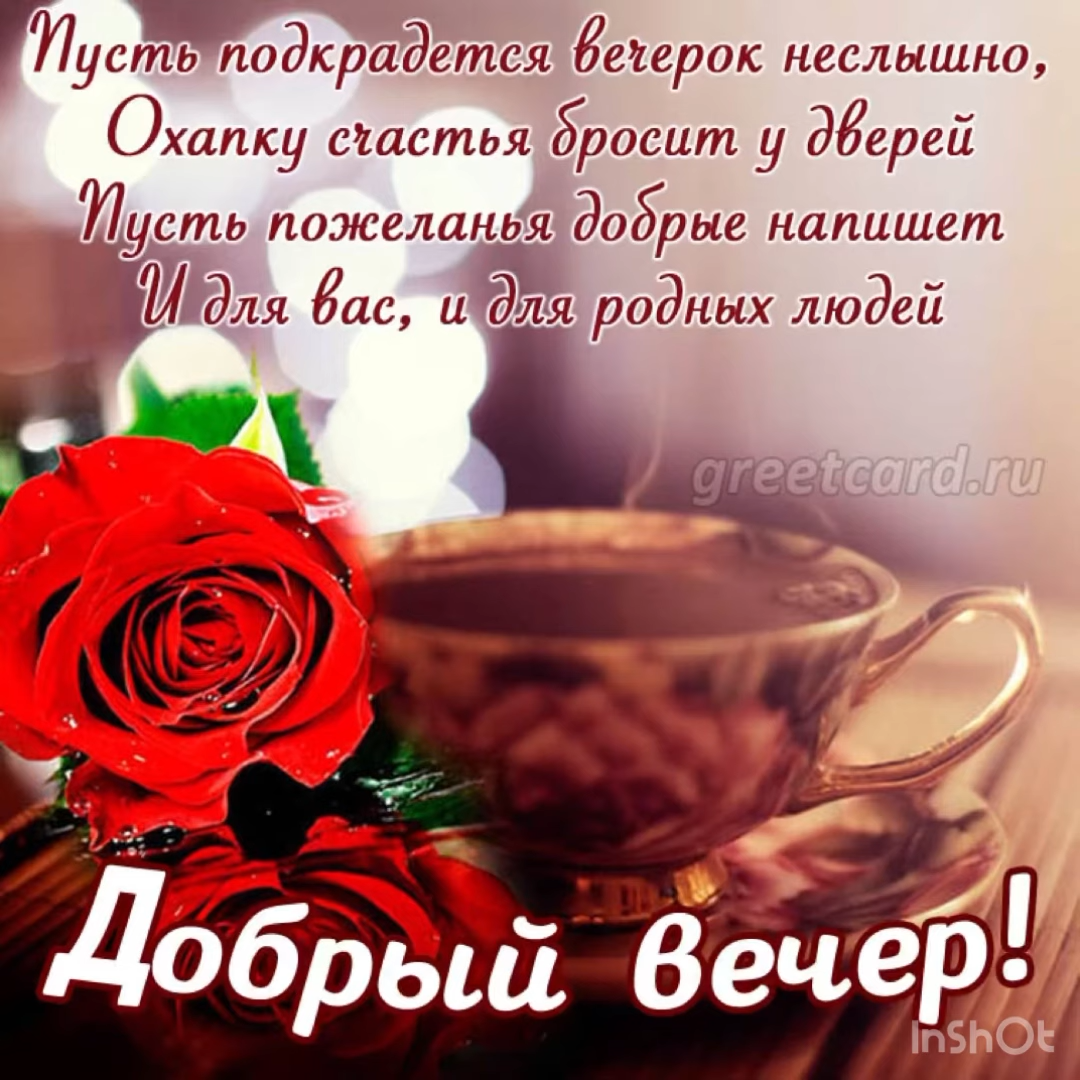 Пусть подкрадется вечерок неслышно,
Охапку счастья бросит у дверей
Пусть пожеланья добрые напишет
И для вас, и для родных людей
greetcard.ru
Добрый вечер!
InShOt